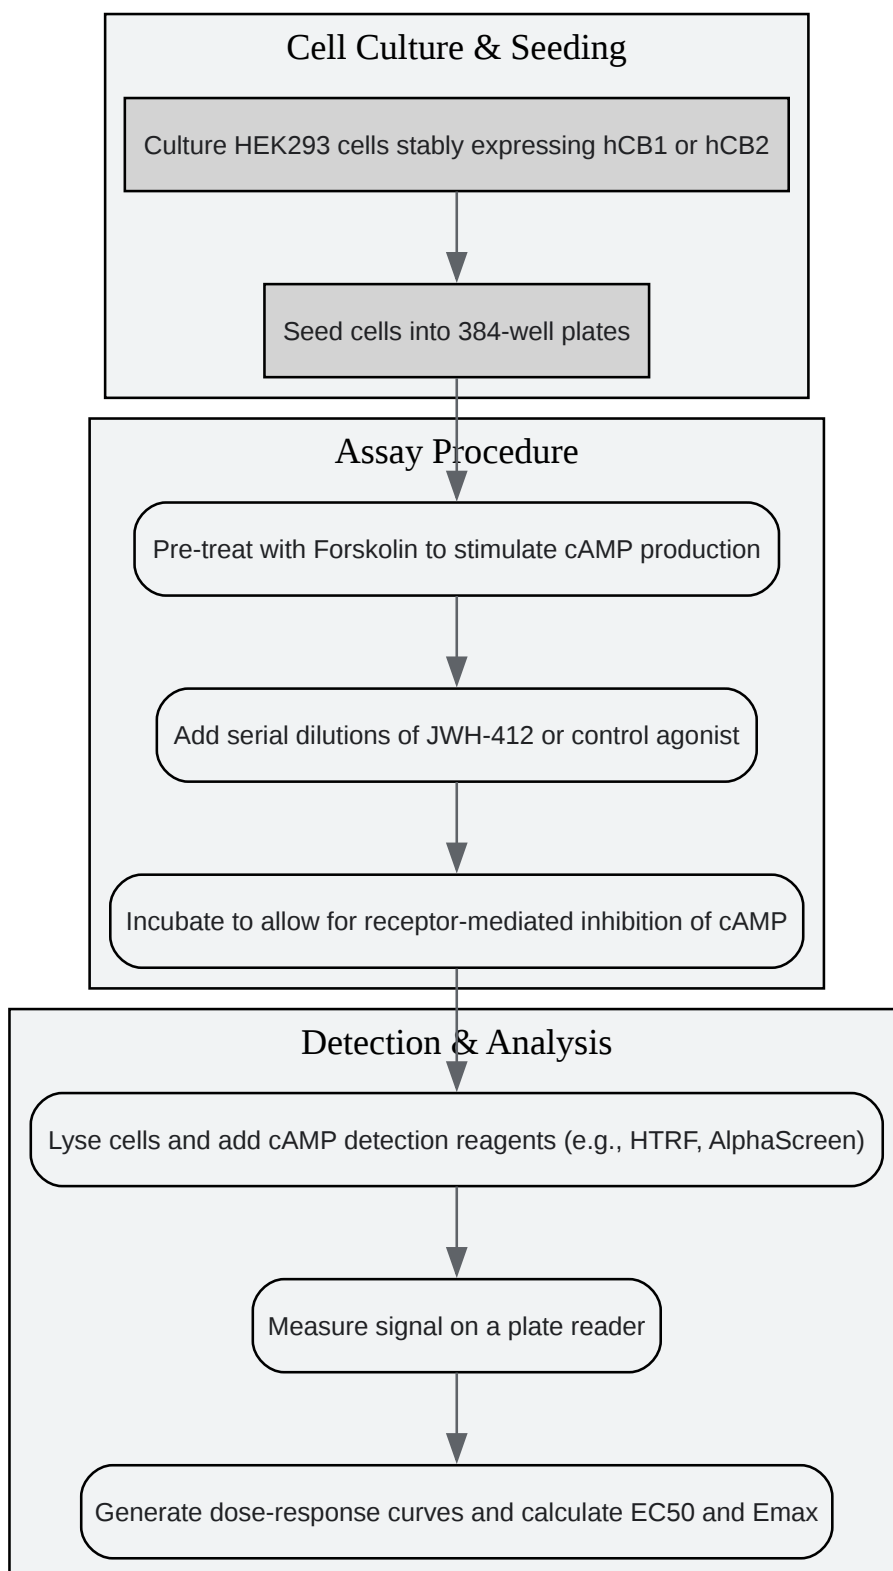 Cell Culture & Seeding
Culture HEK293 cells stably expressing hCB1 or hCB2
Seed cells into 384-well plates
Assay Procedure
Pre-treat with Forskolin to stimulate cAMP production
Add serial dilutions of JWH-412 or control agonist
Incubate to allow for receptor-mediated inhibition of cAMP
Detection & Analysis
Lyse cells and add cAMP detection reagents (e.g., HTRF, AlphaScreen)
Measure signal on a plate reader
Generate dose-response curves and calculate EC50 and Emax